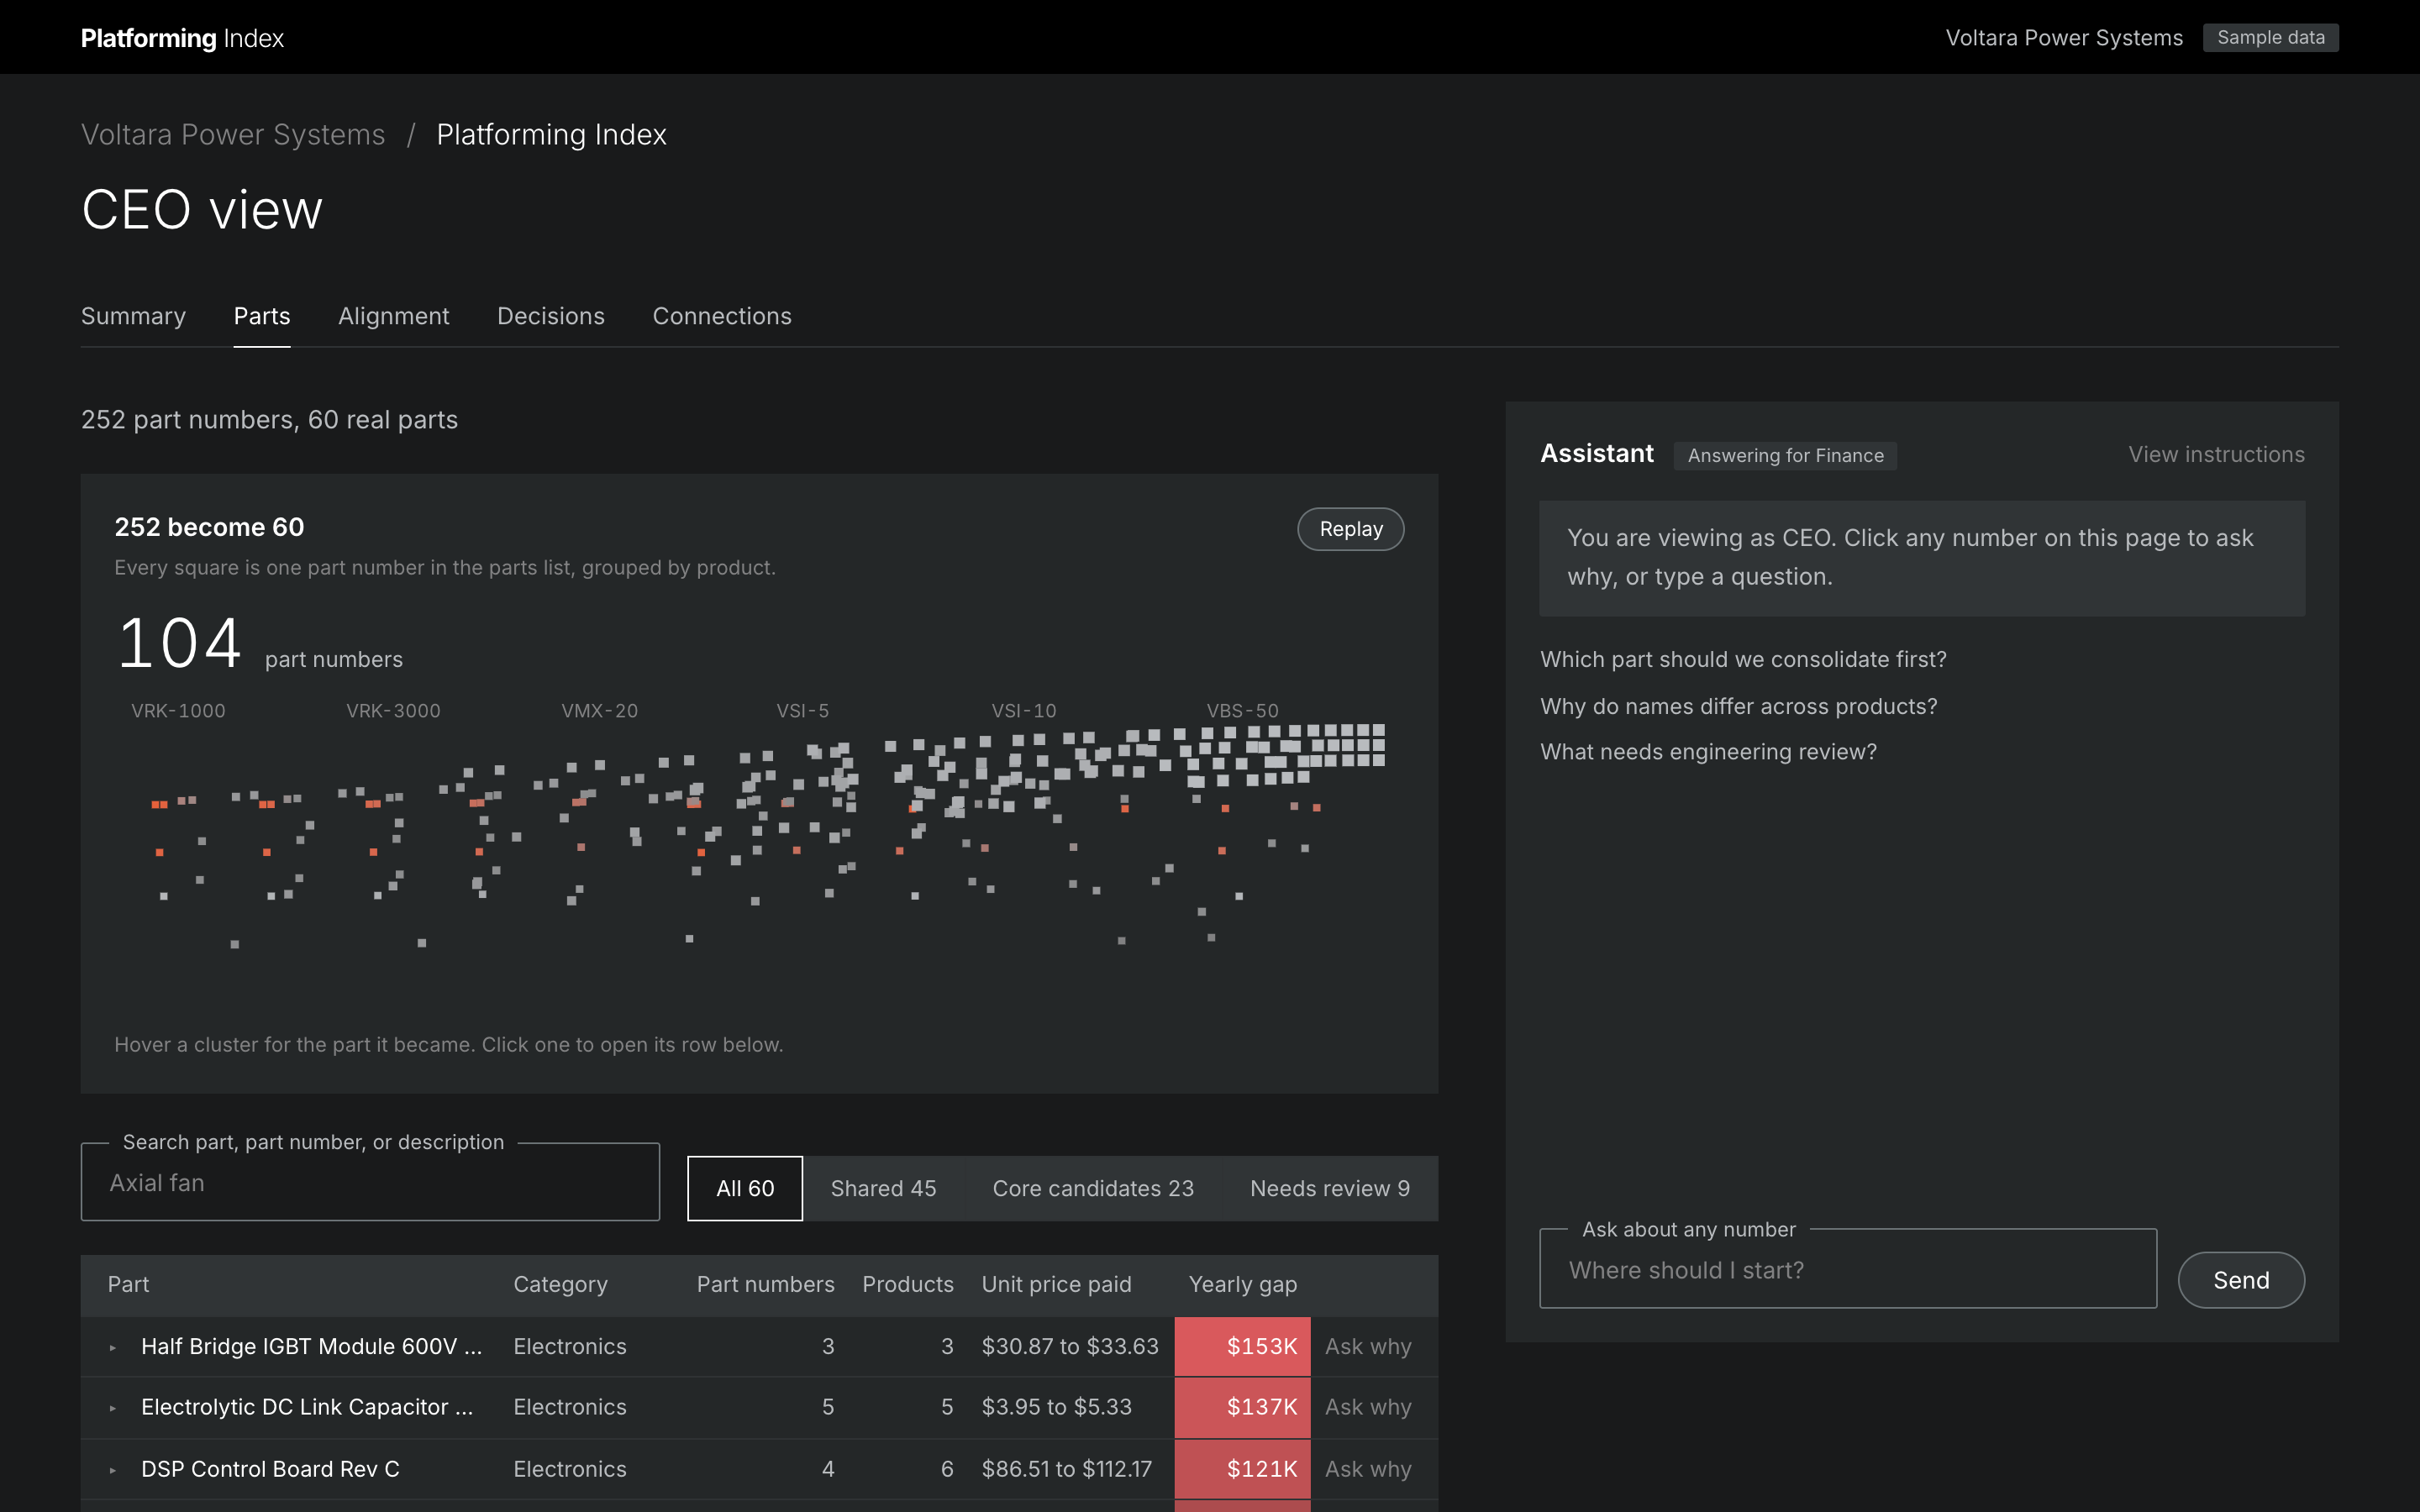 Platforming Index
Voltara Power Systems Sample data
Voltara Power Systems / Platforming Index
CEO view
Summary Parts Alignment Decisions Connections
252 part numbers, 60 real parts
252 become 60
Replay
Every square is one part number in the parts list, grouped by product.
104 part numbers
VRK-1000 VRK-3000 VMX-20 VSI-5 VSI-10 VBS-50
Hover a cluster for the part it became. Click one to open its row below.
Search part, part number, or description
Axial fan
All 60 Shared 45 Core candidates 23 Needs review 9
Part Category Part numbers Products Unit price paid Yearly gap
Half Bridge IGBT Module 600V ... Electronics 3 3 $30.87 to $33.63 $153K Ask why
Electrolytic DC Link Capacitor ... Electronics 5 5 $3.95 to $5.33 $137K Ask why
DSP Control Board Rev C Electronics 4 6 $86.51 to $112.17 $121K Ask why
Assistant Answering for Finance View instructions
You are viewing as CEO. Click any number on this page to ask
why, or type a question.
Which part should we consolidate first?
Why do names differ across products?
What needs engineering review?
Ask about any number
Where should I start?
Send